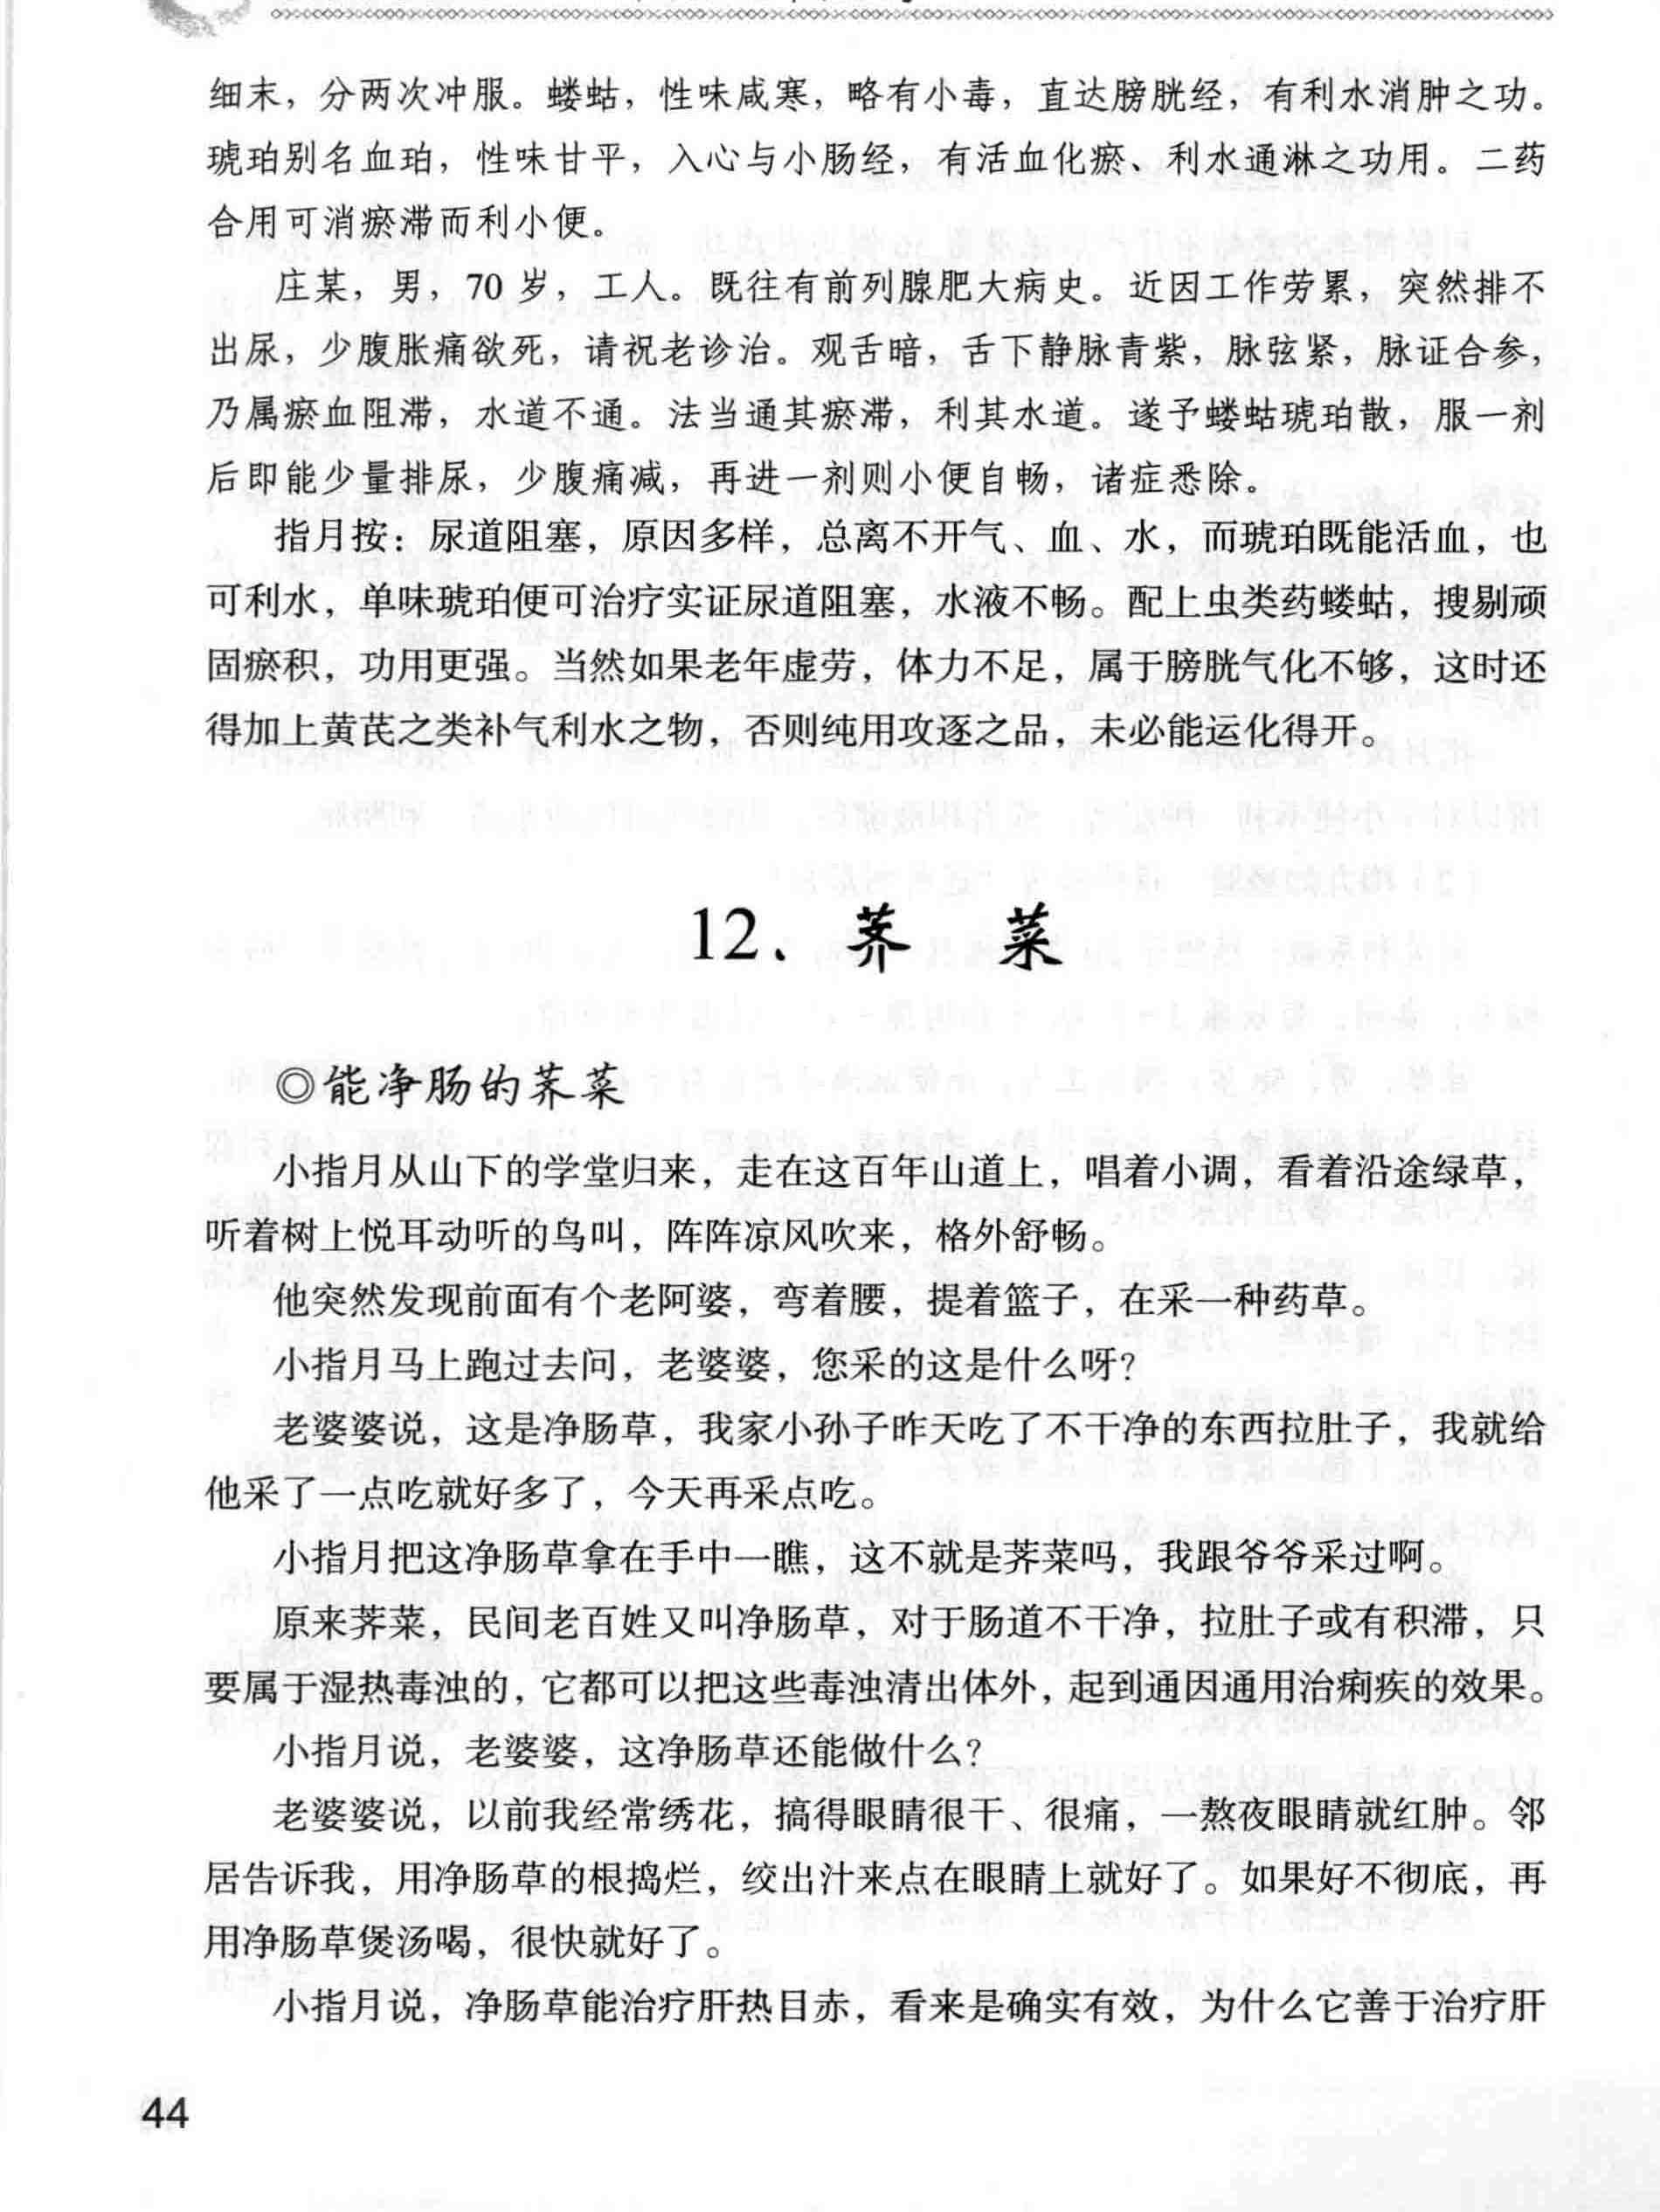 细末，分两次冲服。蝼蛄，性味咸寒，略有小毒，直达膀胱经，有利水消肿之功。
琥珀别名血珀，性味甘平，入心与小肠经，有活血化瘀、利水通淋之功用。二药
合用可消瘀滞而利小便。
庄某，男，70 岁，工人。既往有前列腺肥大病史。近因工作劳累，突然排不
出尿，少腹胀痛欲死，请祝老诊治。观舌暗，舌下静脉青紫，脉弦紧，脉证合参，
乃属瘀血阻滞，水道不通。法当通其瘀滞，利其水道。遂予蝼蛄琥珀散，服一剂
后即能少量排尿，少腹痛减，再进一剂则小便自畅，诸症悉除。
指月按：尿道阻塞，原因多样，总离不开气、血、水，而琥珀既能活血，也
可利水，单味琥珀便可治疗实证尿道阻塞，水液不畅。配上虫类药蝼蛄，搜剔顽
固瘀积，功用更强。当然如果老年虚劳，体力不足，属于膀胱气化不够，这时还
得加上黄芪之类补气利水之物，否则纯用攻逐之品，未必能运化得开。
12、荠 菜
◎能净肠的荠菜
小指月从山下的学堂归来，走在这百年山道上，唱着小调，看着沿途绿草，
听着树上悦耳动听的鸟叫，阵阵凉风吹来，格外舒畅。
他突然发现前面有个老阿婆，弯着腰，提着篮子，在采一种药草。
小指月马上跑过去问，老婆婆，您采的这是什么呀？
老婆婆说，这是净肠草，我家小孙子昨天吃了不干净的东西拉肚子，我就给
他采了一点吃就好多了，今天再采点吃。
小指月把这净肠草拿在手中一瞧，这不就是荠菜吗，我跟爷爷采过啊。
原来荠菜，民间老百姓又叫净肠草，对于肠道不干净，拉肚子或有积滞，只
要属于湿热毒浊的，它都可以把这些毒浊清出体外，起到通因通用治痢疾的效果。
小指月说，老婆婆，这净肠草还能做什么？
老婆婆说，以前我经常绣花，搞得眼睛很干、很痛，一熬夜眼睛就红肿。邻
居告诉我，用净肠草的根捣烂，绞出汁来点在眼睛上就好了。如果好不彻底，再
用净肠草煲汤喝，很快就好了。
小指月说，净肠草能治疗肝热目赤，看来是确实有效，为什么它善于治疗肝
44